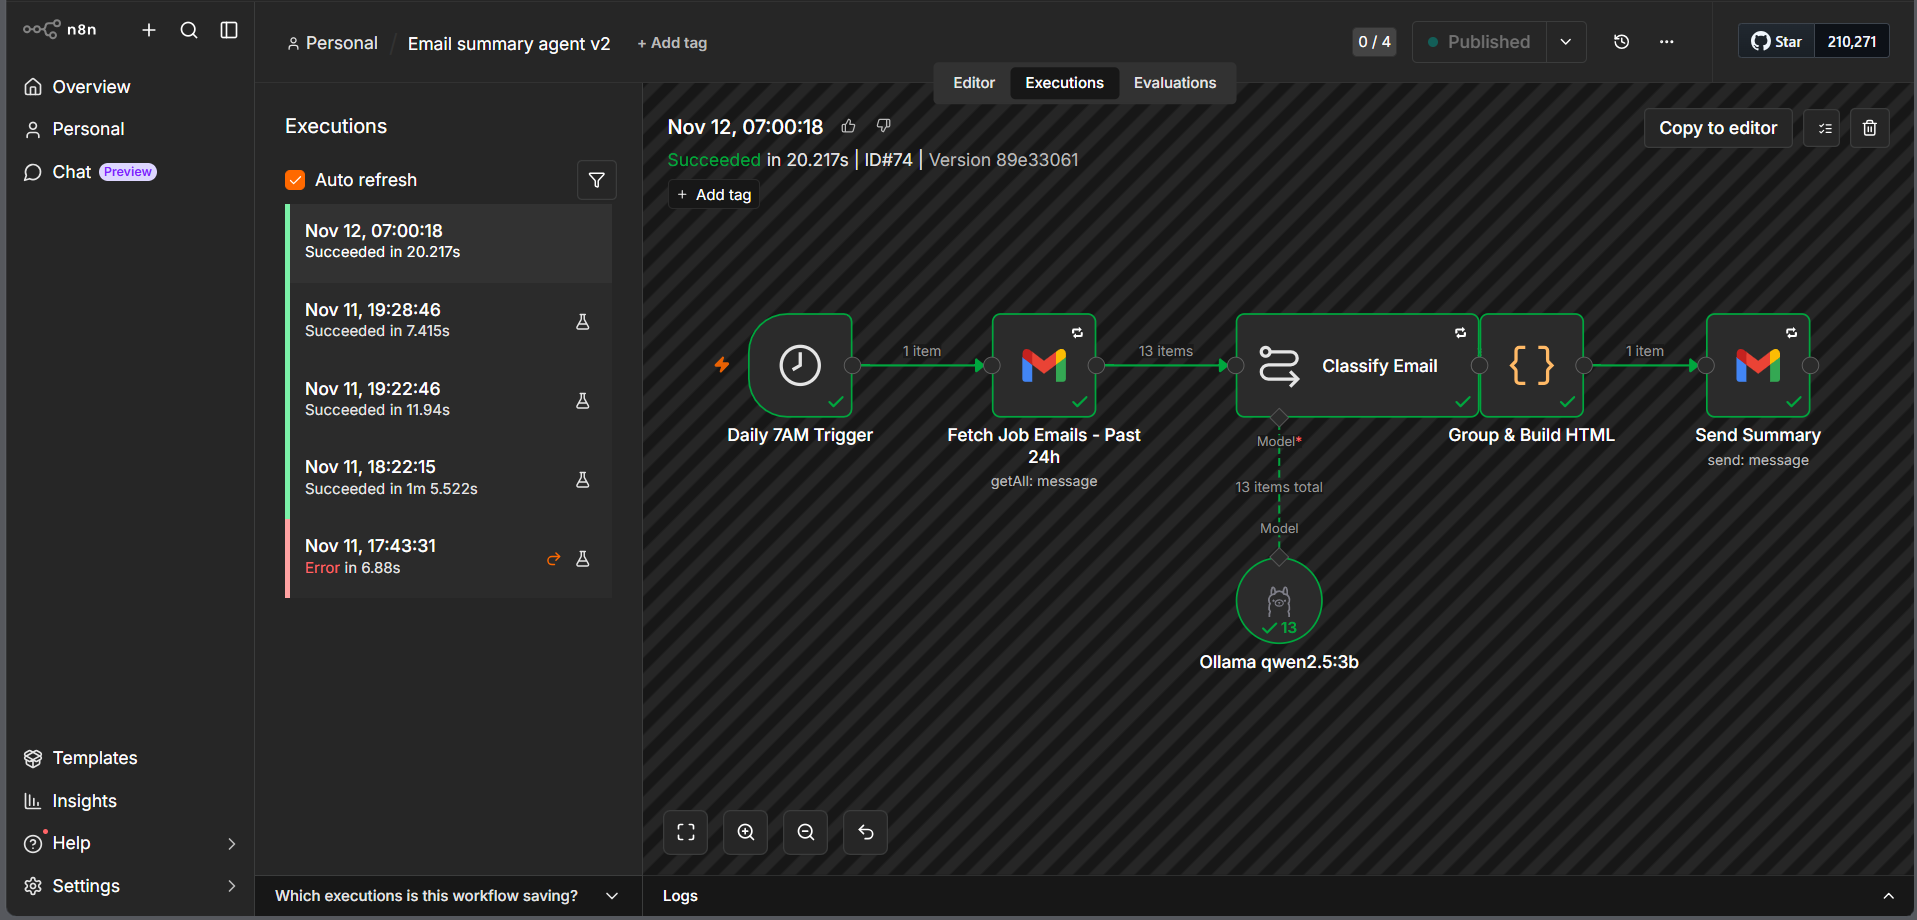 n8n
Overview
Personal
Chat Preview
Templates
Insights
Help
Settings
Personal / Email summary agent v2 + Add tag
0 / 4
Published
Star 210,271
Editor Executions Evaluations
Executions
Auto refresh
Nov 12, 07:00:18
Succeeded in 20.217s
Nov 11, 19:28:46
Succeeded in 7.415s
Nov 11, 19:22:46
Succeeded in 11.94s
Nov 11, 18:22:15
Succeeded in 1m 5.522s
Nov 11, 17:43:31
Error in 6.88s
Which executions is this workflow saving?
Nov 12, 07:00:18
Succeeded in 20.217s | ID#74 | Version 89e33061
+ Add tag
Copy to editor
1 item
13 items
Classify Email
1 item
Daily 7AM Trigger
Fetch Job Emails - Past
24h
getAll: message
Model*
Group & Build HTML
Send Summary
send: message
13 items total
Model
13
Ollama qwen2.5:3b
Logs